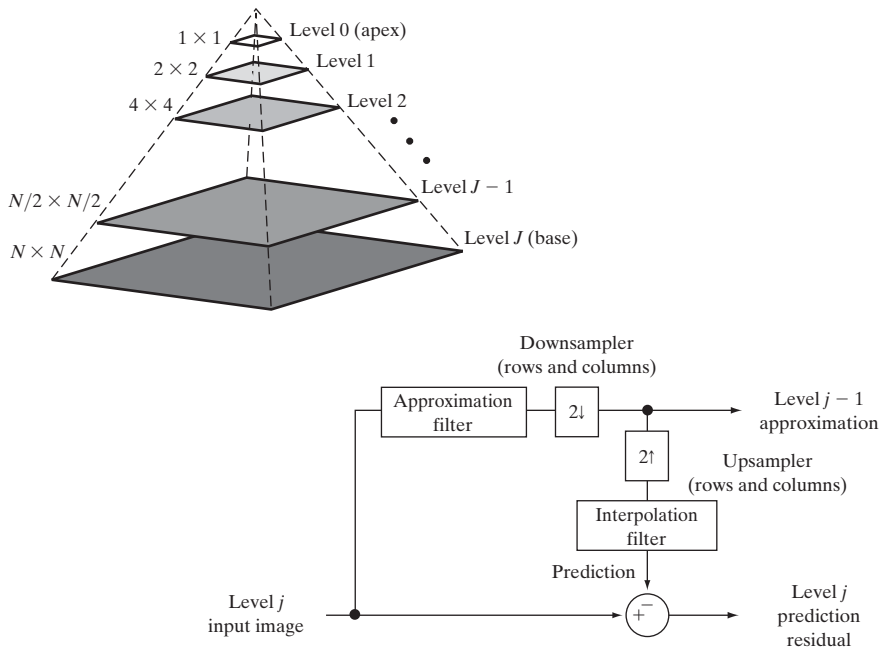 1 × 1
Level 0 (apex)
2 × 2
Level 1
4 × 4
Level 2
N/2 × N/2
Level J − 1
N × N
Level J (base)
Downsampler
(rows and columns)
Approximation
filter
2↓
Level j − 1
approximation
2↑
Upsampler
(rows and columns)
Interpolation
filter
Prediction
Level j
input image
+
−
Level j
prediction
residual